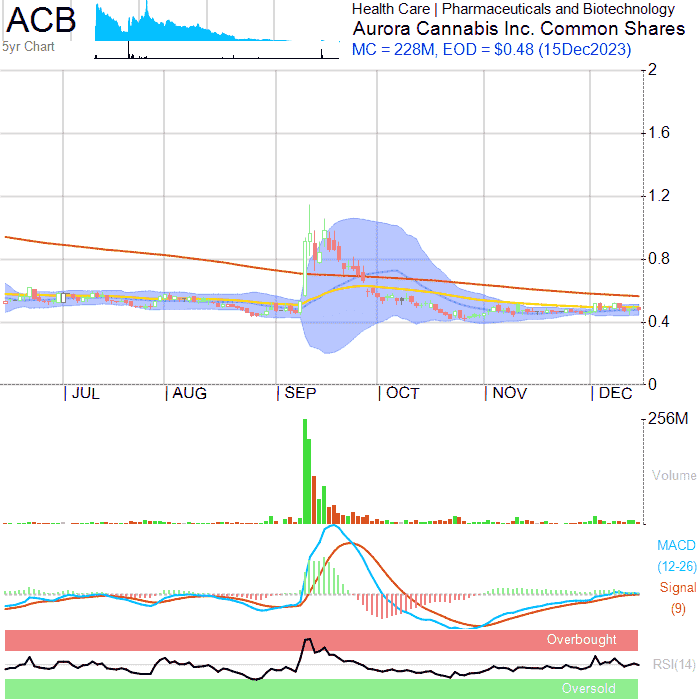 ACB
5yr Chart
Health Care | Pharmaceuticals and Biotechnology
Aurora Cannabis Inc. Common Shares
MC = 228M, EOD = $0.48 (15Dec2023)
2
1.6
1.2
0.8
0.4
0
| JUL | AUG | SEP | OCT | NOV | DEC
256M
Volume
MACD
(12-26)
Signal
(9)
Overbought
RSI(14)
Oversold